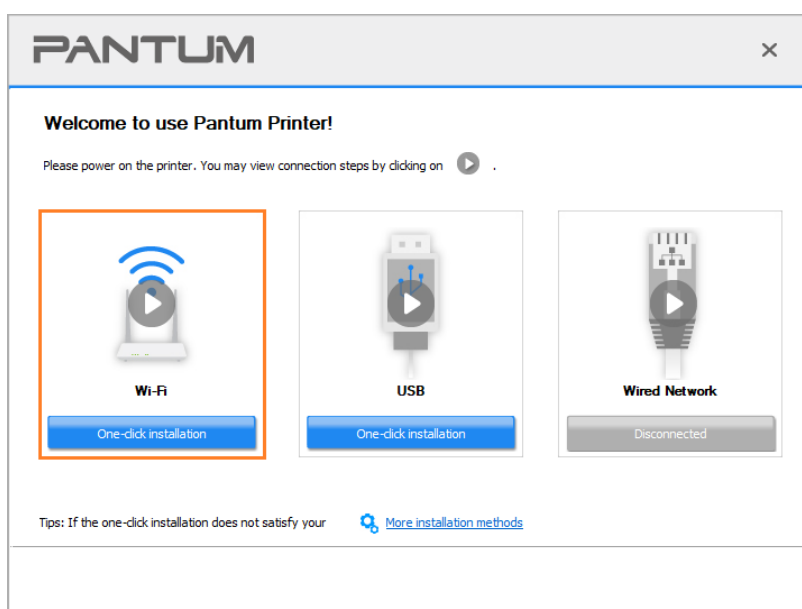 PANTUM
Welcome to use Pantum Printer!
Please power on the printer. You may view connection steps by clicking on .
Wi-Fi
USB
Wired Network
One-click installation
One-click installation
Disconnected
Tips: If the one-click installation does not satisfy your
More installation methods